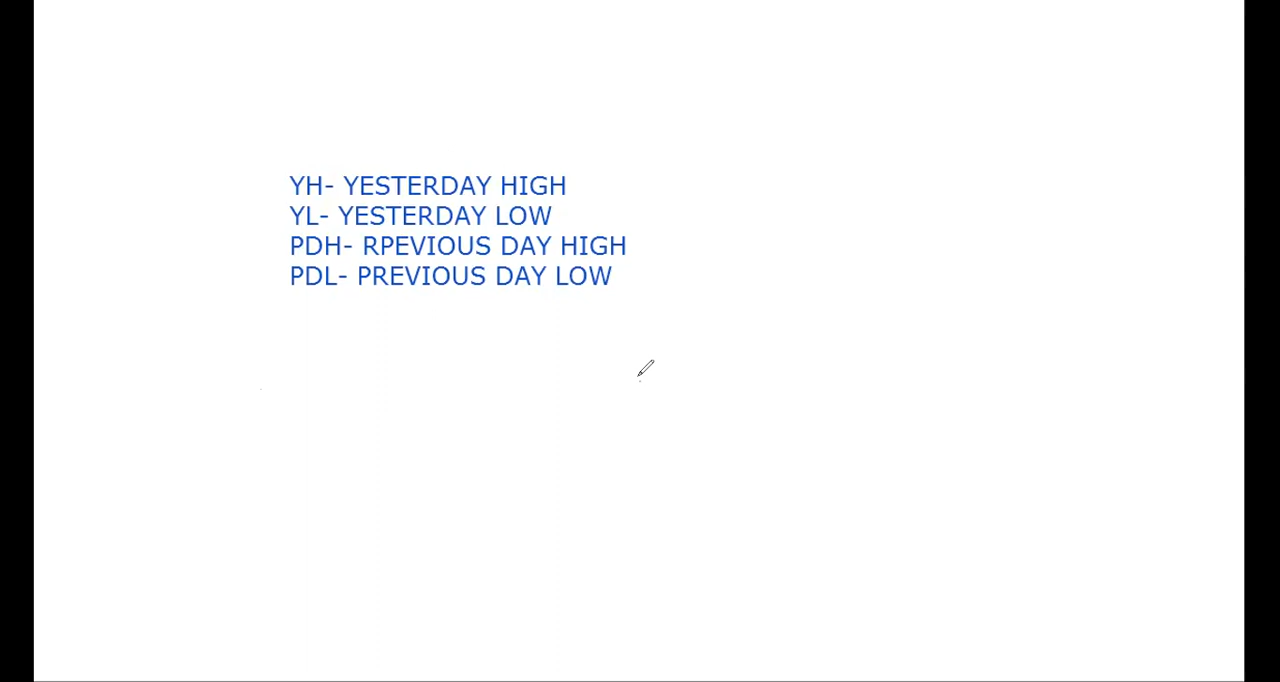 YH- YESTERDAY HIGH
YL- YESTERDAY LOW
PDH- RPEVIOUS DAY HIGH
PDL- PREVIOUS DAY LOW